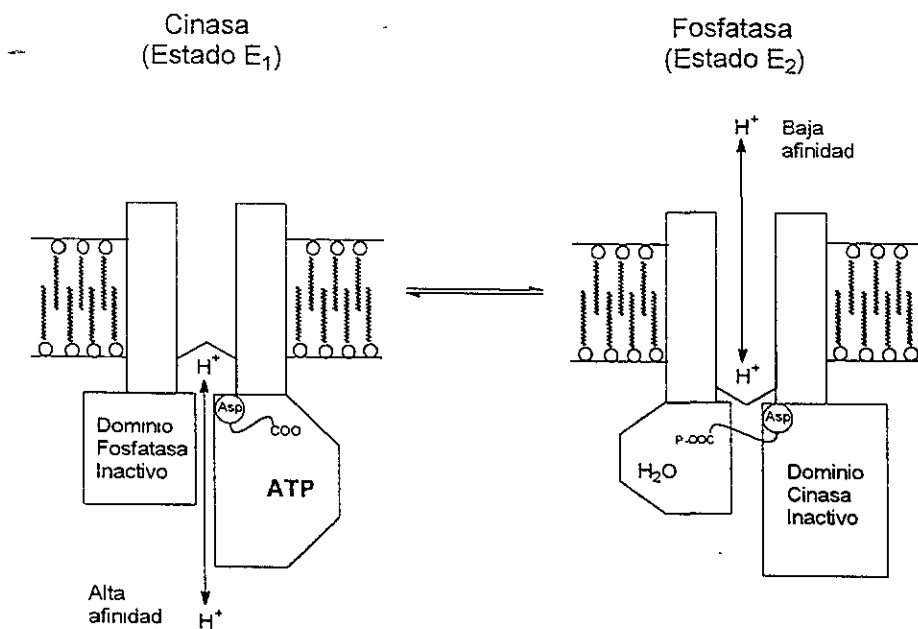 Cinasa
(Estado E₁)
Fosfatasa
(Estado E₂)
H⁺
Baja
afinidad
H⁺
Dominio
Fosfatasa
Inactivo
Asp
COO
ATP
Alta
afinidad
H⁺
H⁺
Asp
P-OOC
H₂O
Dominio
Cinasa
Inactivo